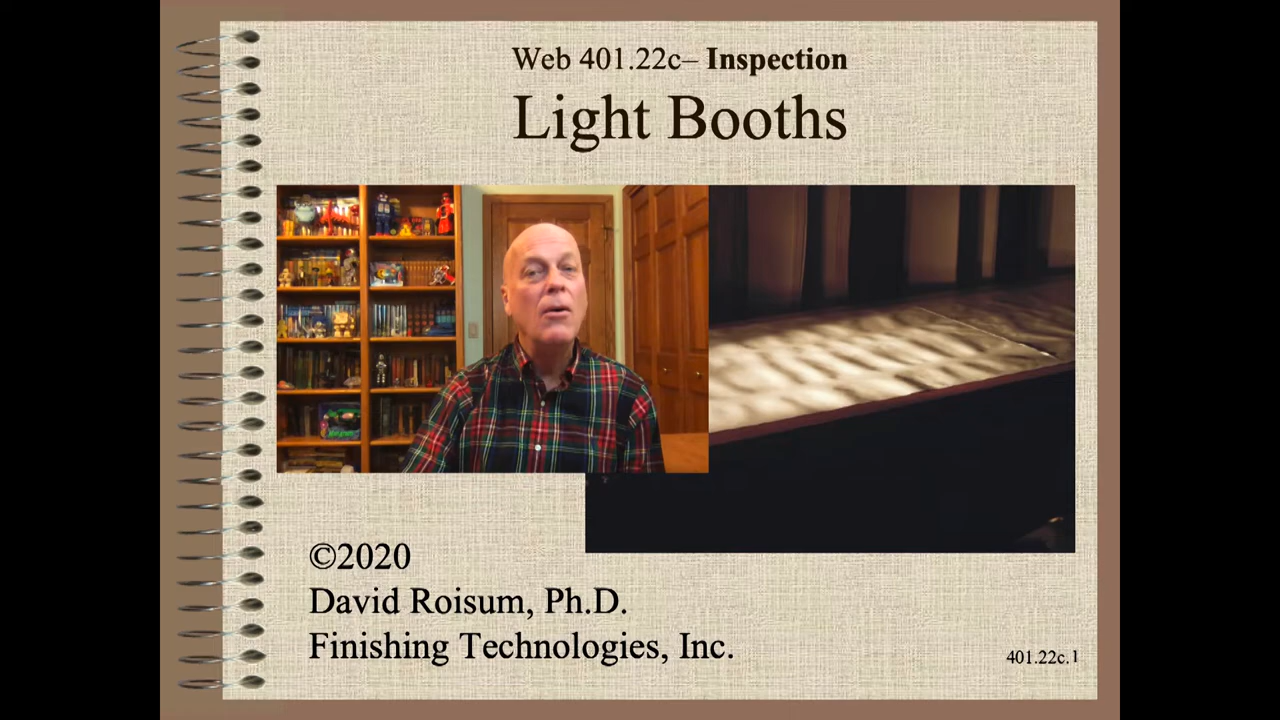 Web 401.22c– Inspection
Light Booths
©2020
David Roisum, Ph.D.
Finishing Technologies, Inc.
401.22c.1